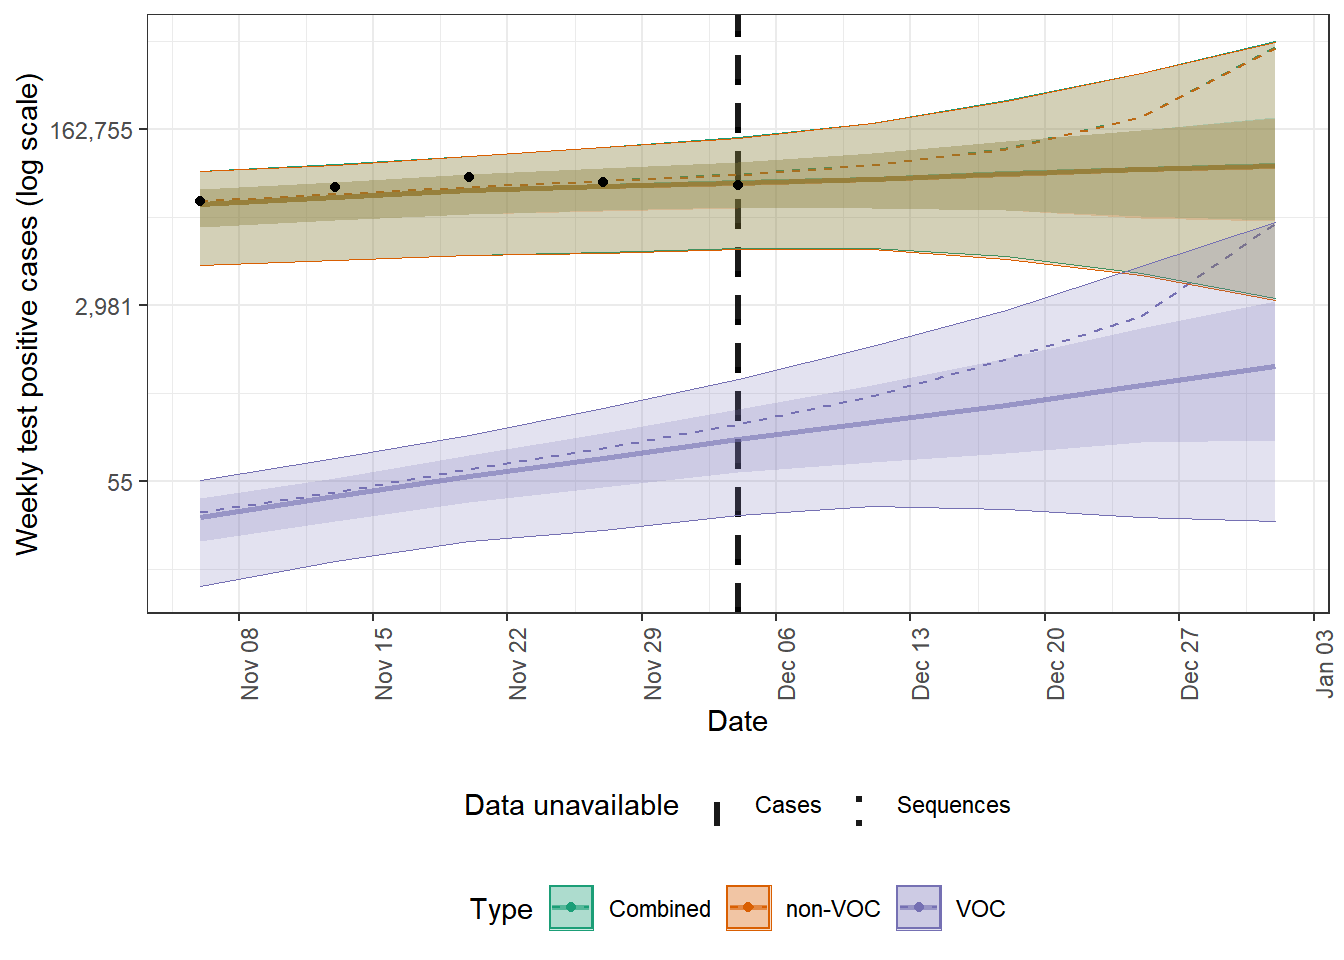 Weekly test positive cases (log scale)
162,755
2,981
55
Nov 08
Nov 15
Nov 22
Nov 29
Dec 06
Dec 13
Dec 20
Dec 27
Jan 03
Date
Data unavailable Cases Sequences
Type Combined non-VOC VOC